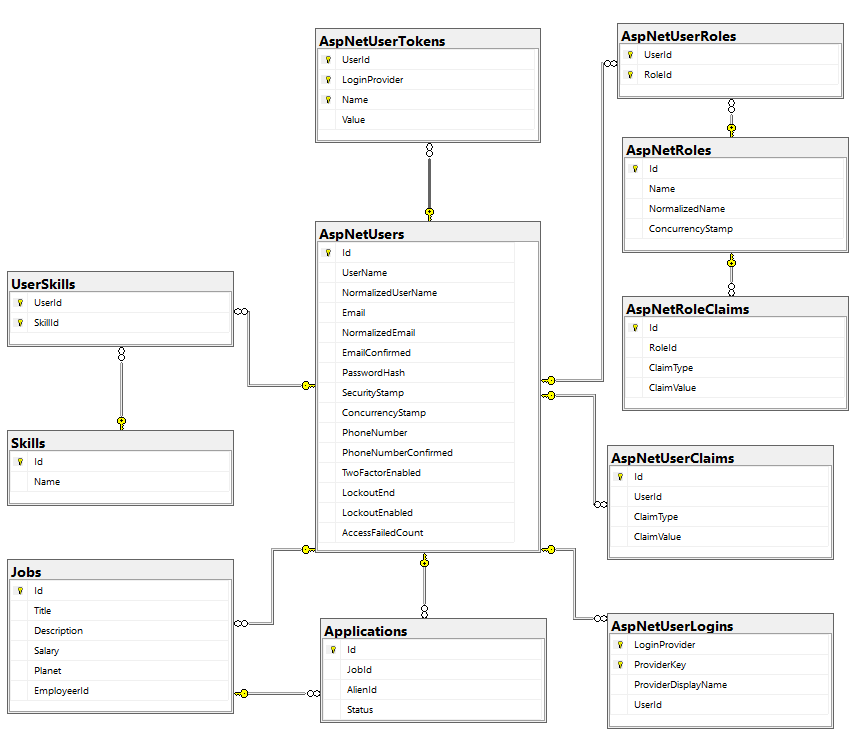 AspNetUserTokens
UserId
LoginProvider
Name
Value
AspNetUserRoles
UserId
RoleId
AspNetRoles
Id
Name
NormalizedName
ConcurrencyStamp
AspNetUsers
Id
UserName
NormalizedUserName
Email
NormalizedEmail
EmailConfirmed
PasswordHash
SecurityStamp
ConcurrencyStamp
PhoneNumber
PhoneNumberConfirmed
TwoFactorEnabled
LockoutEnd
LockoutEnabled
AccessFailedCount
UserSkills
UserId
SkillId
AspNetRoleClaims
Id
RoleId
ClaimType
ClaimValue
Skills
Id
Name
AspNetUserClaims
Id
UserId
ClaimType
ClaimValue
Jobs
Id
Title
Description
Salary
Planet
EmployeerId
Applications
Id
JobId
AlienId
Status
AspNetUserLogins
LoginProvider
ProviderKey
ProviderDisplayName
UserId